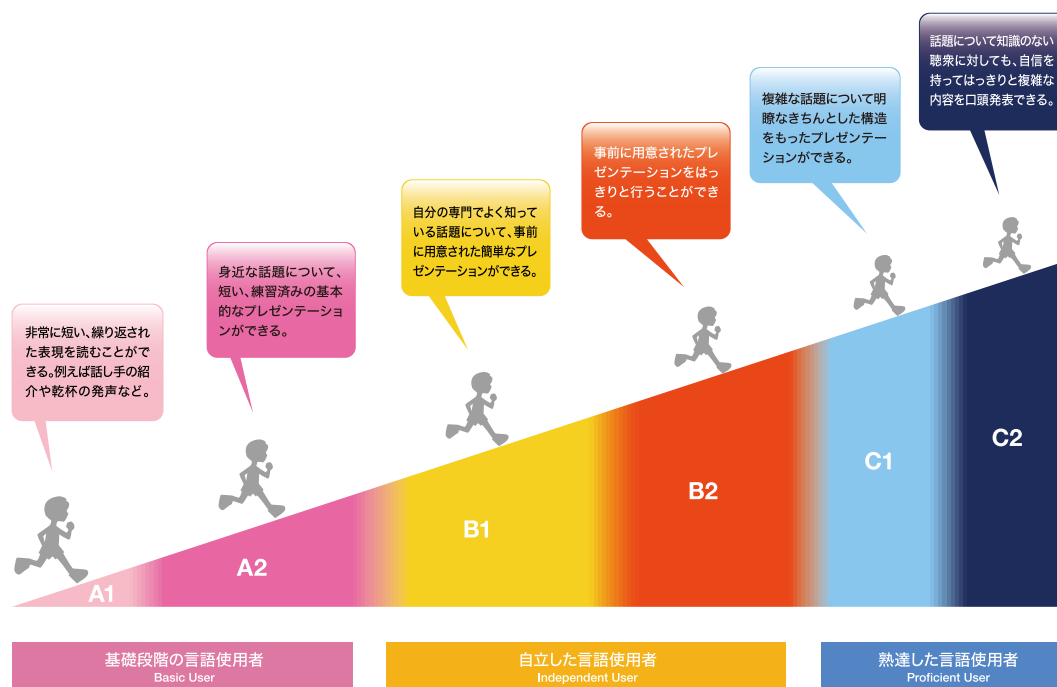 非常に短い、繰り返され
た表現を読むことがで
きる。例えば話し手の紹
介や乾杯の発声など。
身近な話題について、
短い、練習済みの基本
的なプレゼンテーショ
ンができる。
自分の専門でよく知って
いる話題について、事前
に用意された簡単なプレ
ゼンテーションができる。
事前に用意されたプレ
ゼンテーションをはっ
きりと行うことができ
る。
複雑な話題について明
瞭なきちんとした構造
をもったプレゼンテー
ションができる。
話題について知識のない
聴衆に対しても、自信を
持ってはっきりと複雑な
内容を口頭発表できる。
A1
A2
B1
B2
C1
C2
基礎段階の言語使用者
Basic User
自立した言語使用者
Independent User
熟達した言語使用者
Proficient User